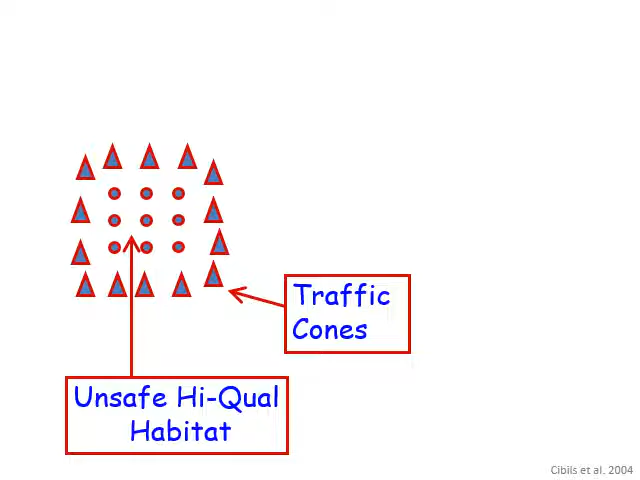 Traffic
Cones
Unsafe Hi-Qual
Habitat
Cibils et al. 2004